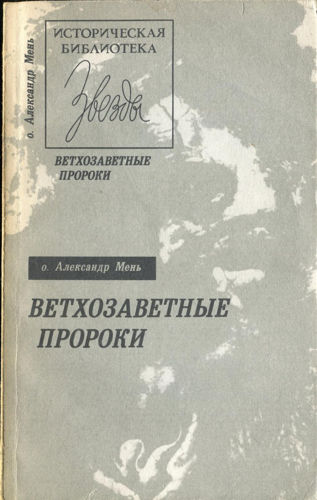 о. Александр Мень
ИСТОРИЧЕСКАЯ
БИБЛИОТЕКА
Звезды
ВЕТХОЗАВЕТНЫЕ
ПРОРОКИ
о. Александр Мень
ВЕТХОЗАВЕТНЫЕ
ПРОРОКИ